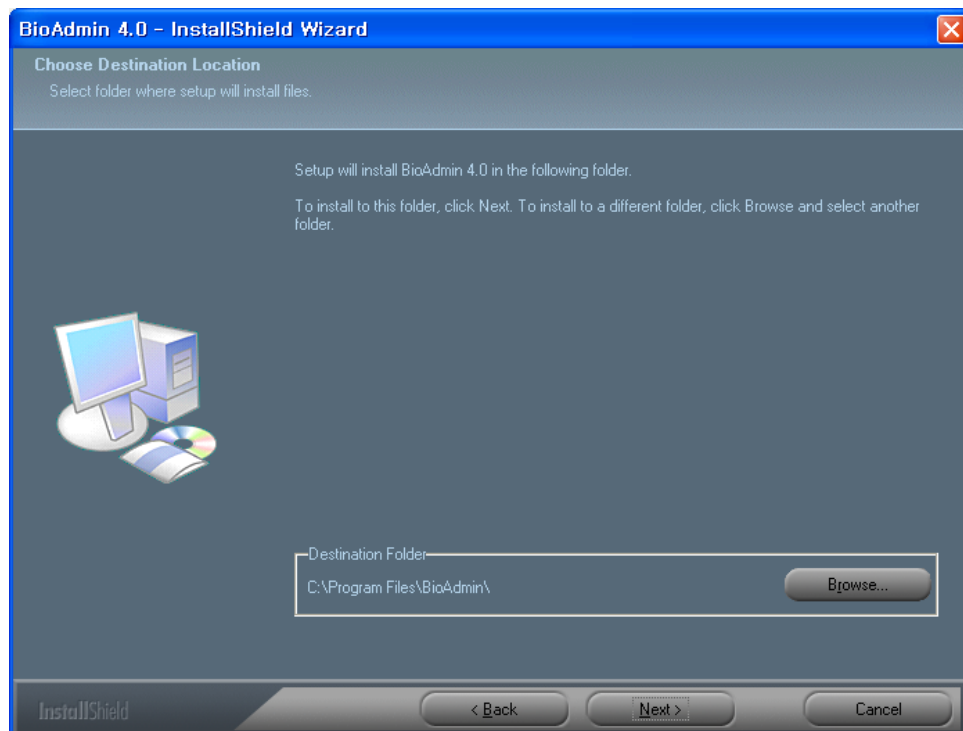 BioAdmin 4.0 - InstallShield Wizard
Choose Destination Location
Select folder where setup will install files.
Setup will install BioAdmin 4.0 in the following folder.
To install to this folder, click Next. To install to a different folder, click Browse and select another
folder.
Destination Folder
C:\Program Files\BioAdmin\
Browse...
InstallShield
< Back
Next >
Cancel